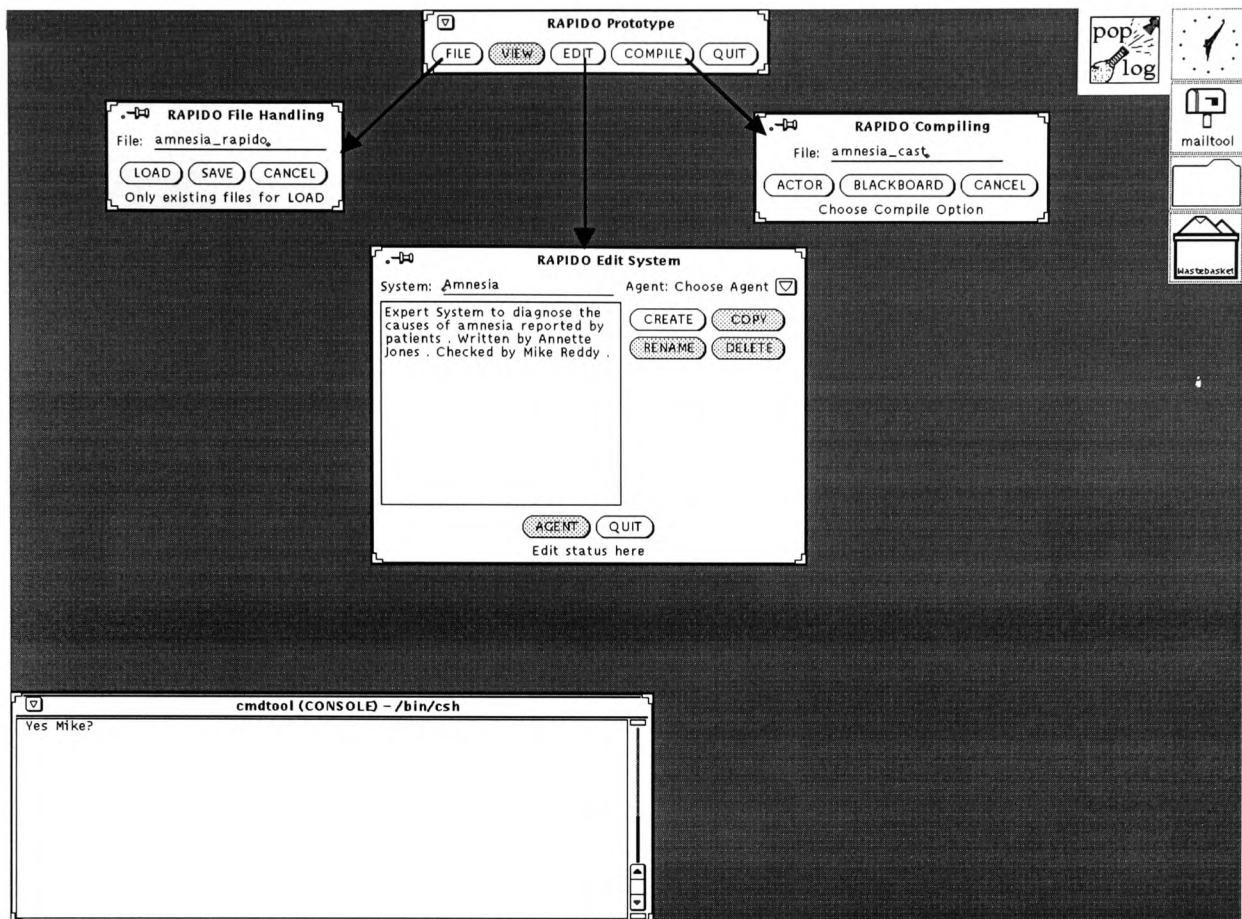 RAPIDO Prototype
FILE VIEW EDIT COMPILE QUIT
pop
log
mailtool
Wastebasket
RAPIDO File Handling
File: amnesia_rapido
LOAD SAVE CANCEL
Only existing files for LOAD
RAPIDO Compiling
File: amnesia_cast
ACTOR BLACKBOARD CANCEL
Choose Compile Option
RAPIDO Edit System
System: Amnesia Agent: Choose Agent
Expert System to diagnose the
causes of amnesia reported by
patients . Written by Annette
Jones . Checked by Mike Reddy .
CREATE COPY
RENAME DELETE
AGENT QUIT
Edit status here
cmdtool (CONSOLE) - /bin/csh
Yes Mike?